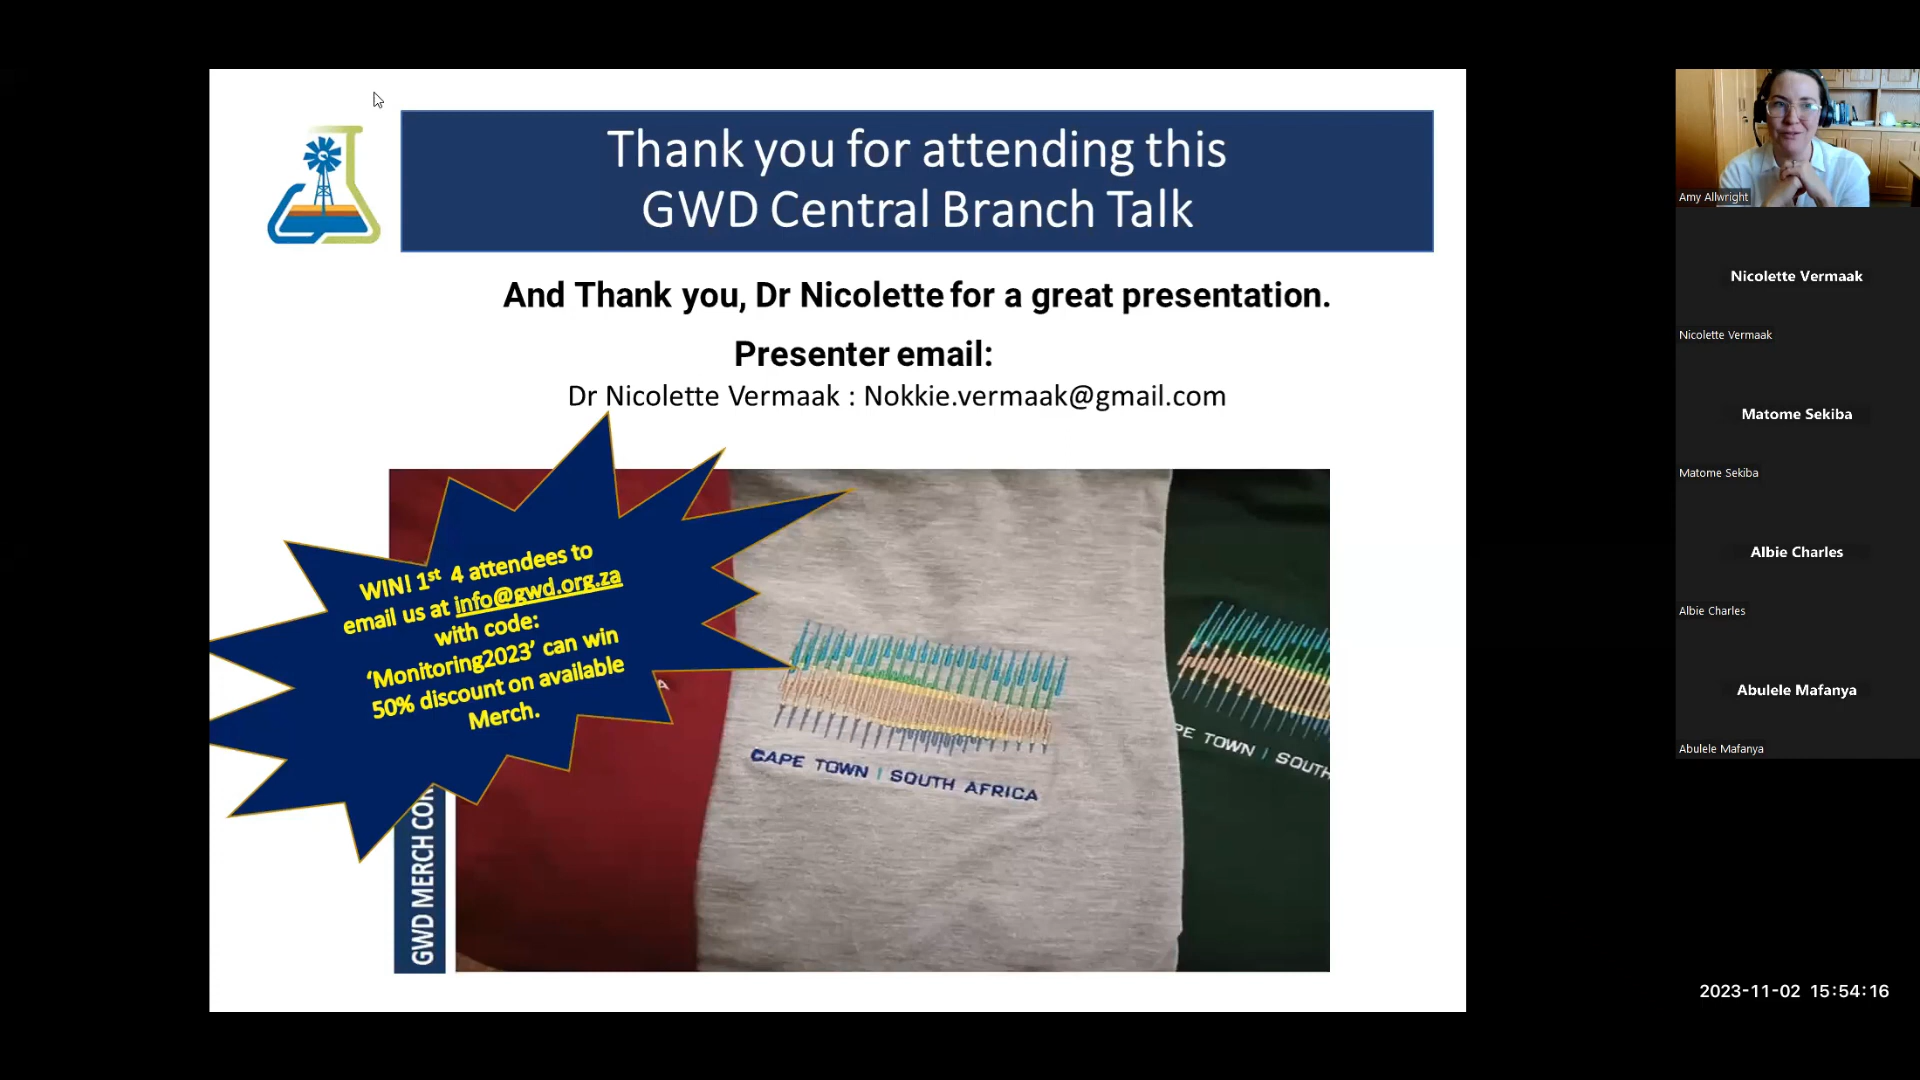 Thank you for attending this
GWD Central Branch Talk
And Thank you, Dr Nicolette for a great presentation.
Presenter email:
Dr Nicolette Vermaak : Nokkie.vermaak@gmail.com
WIN! 1st 4 attendees to
email us at info@gwd.org.za
with code:
‘Monitoring2023’ can win
50% discount on available
Merch.
A
CAPE TOWN | SOUTH AFRICA
PE TOWN | SOUTH
GWD MERCH COR
Amy Allwright
Nicolette Vermaak
Nicolette Vermaak
Matome Sekiba
Matome Sekiba
Albie Charles
Albie Charles
Abulele Mafanya
Abulele Mafanya
2023-11-02 15:54:16